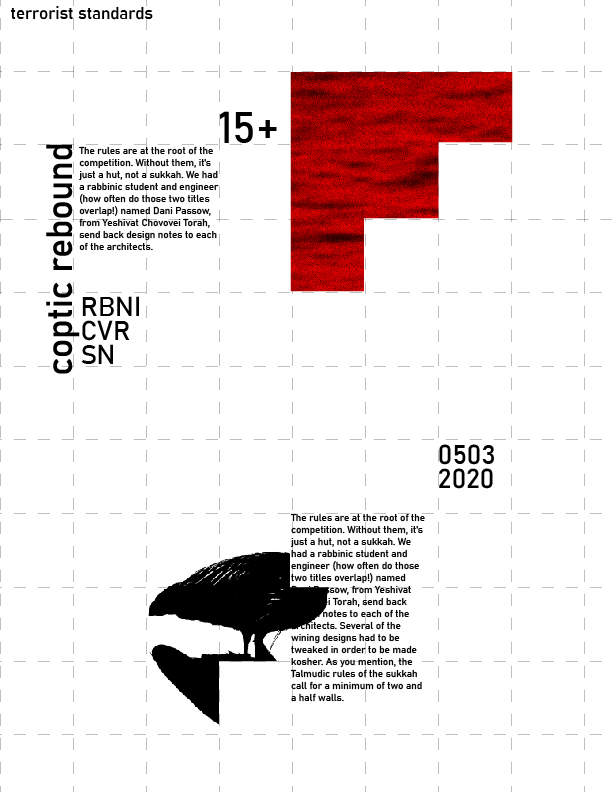 terrorist standards
15+
coptic rebound
The rules are at the root of the
competition. Without them, it's
just a hut, not a sukkah. We had
a rabbinic student and engineer
(how often do those two titles
overlap!) named Dani Passow,
from Yeshivat Chovovei Torah,
send back design notes to each
of the architects.
RBNI
CVR
SN
0503
2020
The rules are at the root of the
competition. Without them, it's
just a hut, not a sukkah. We
had a rabbinic student and
engineer (how often do those
two titles overlap!) named
from Yeshivat
Torah, send back
notes to each of the
architects. Several of the
wining designs had to be
tweaked in order to be made
kosher. As you mention, the
Talmudic rules of the sukkah
call for a minimum of two and
a half walls.